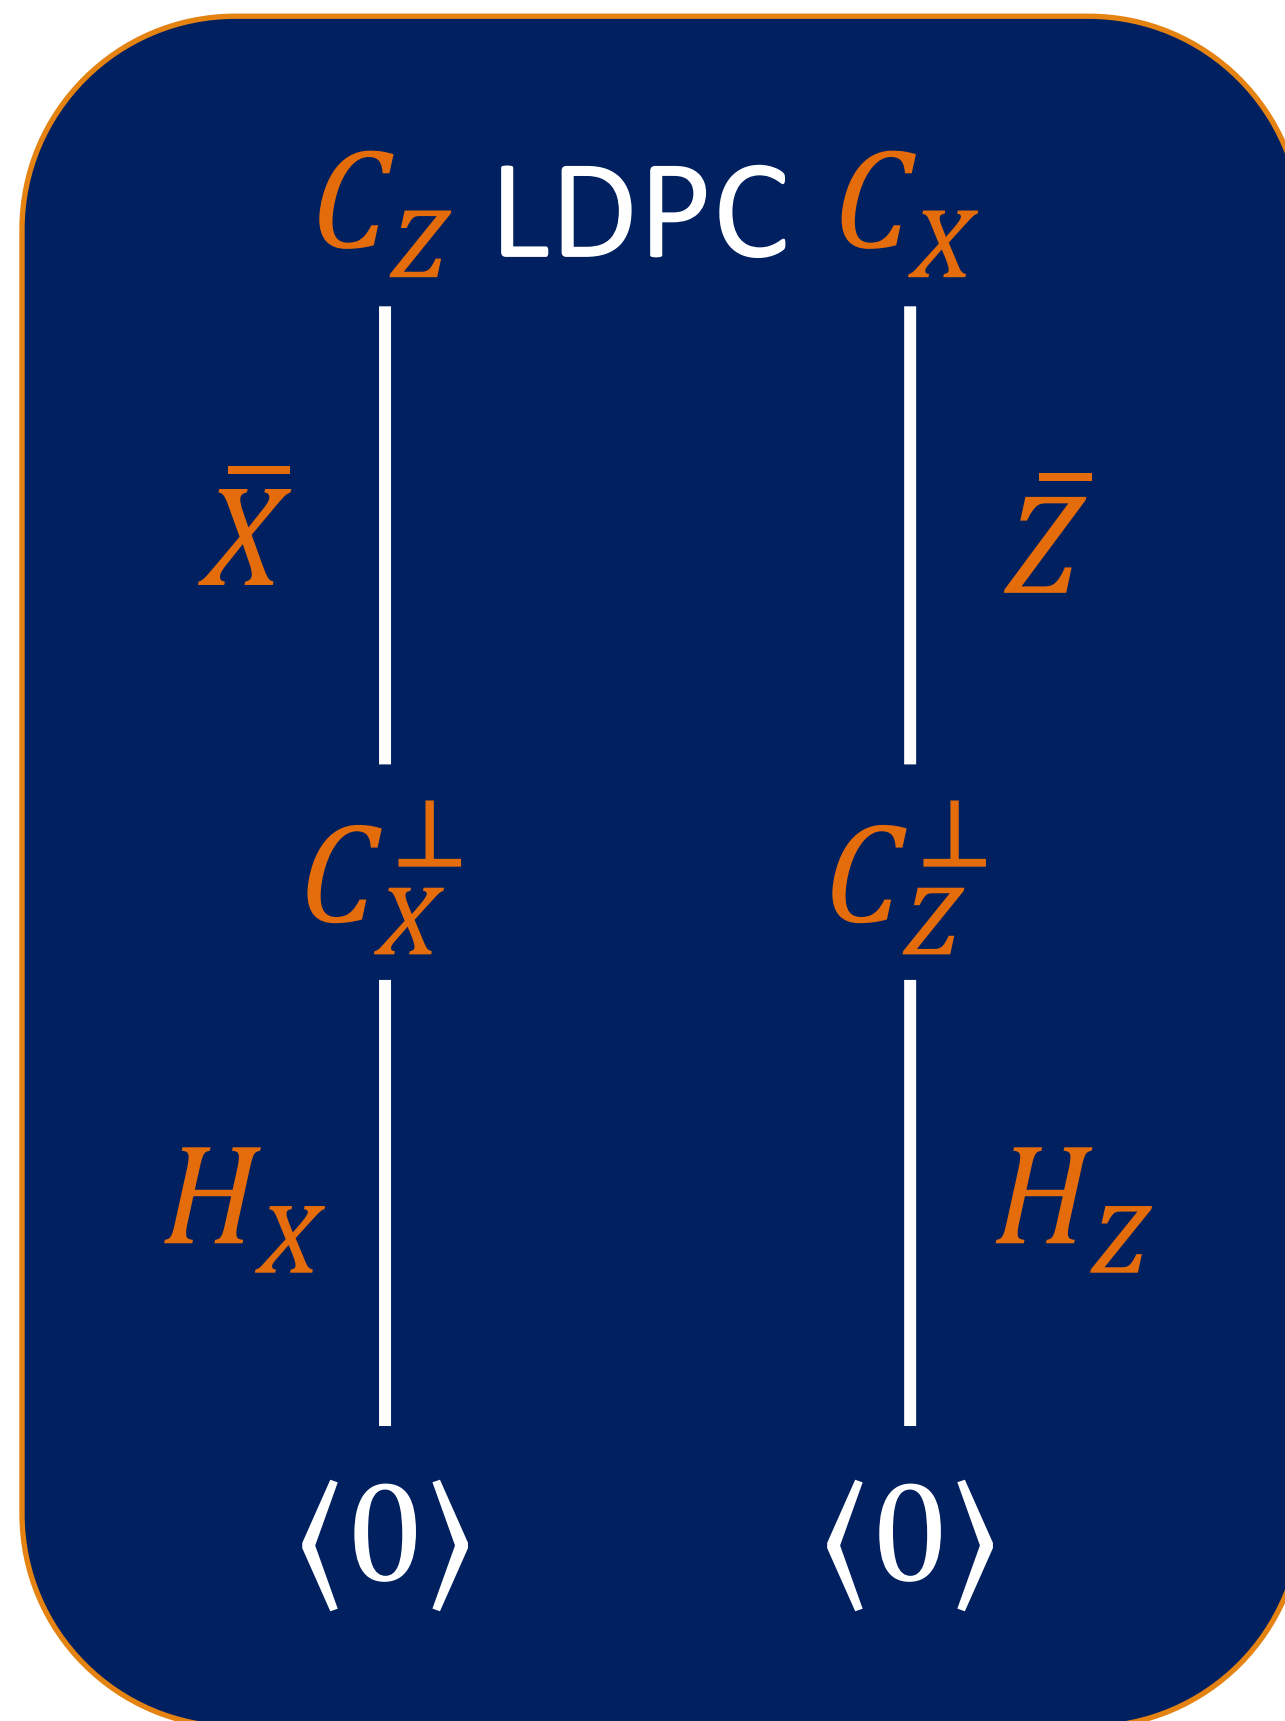 C_Z LDPC C_X
X̄ Z̄
C_X^⊥ C_Z^⊥
H_X H_Z
⟨0⟩ ⟨0⟩